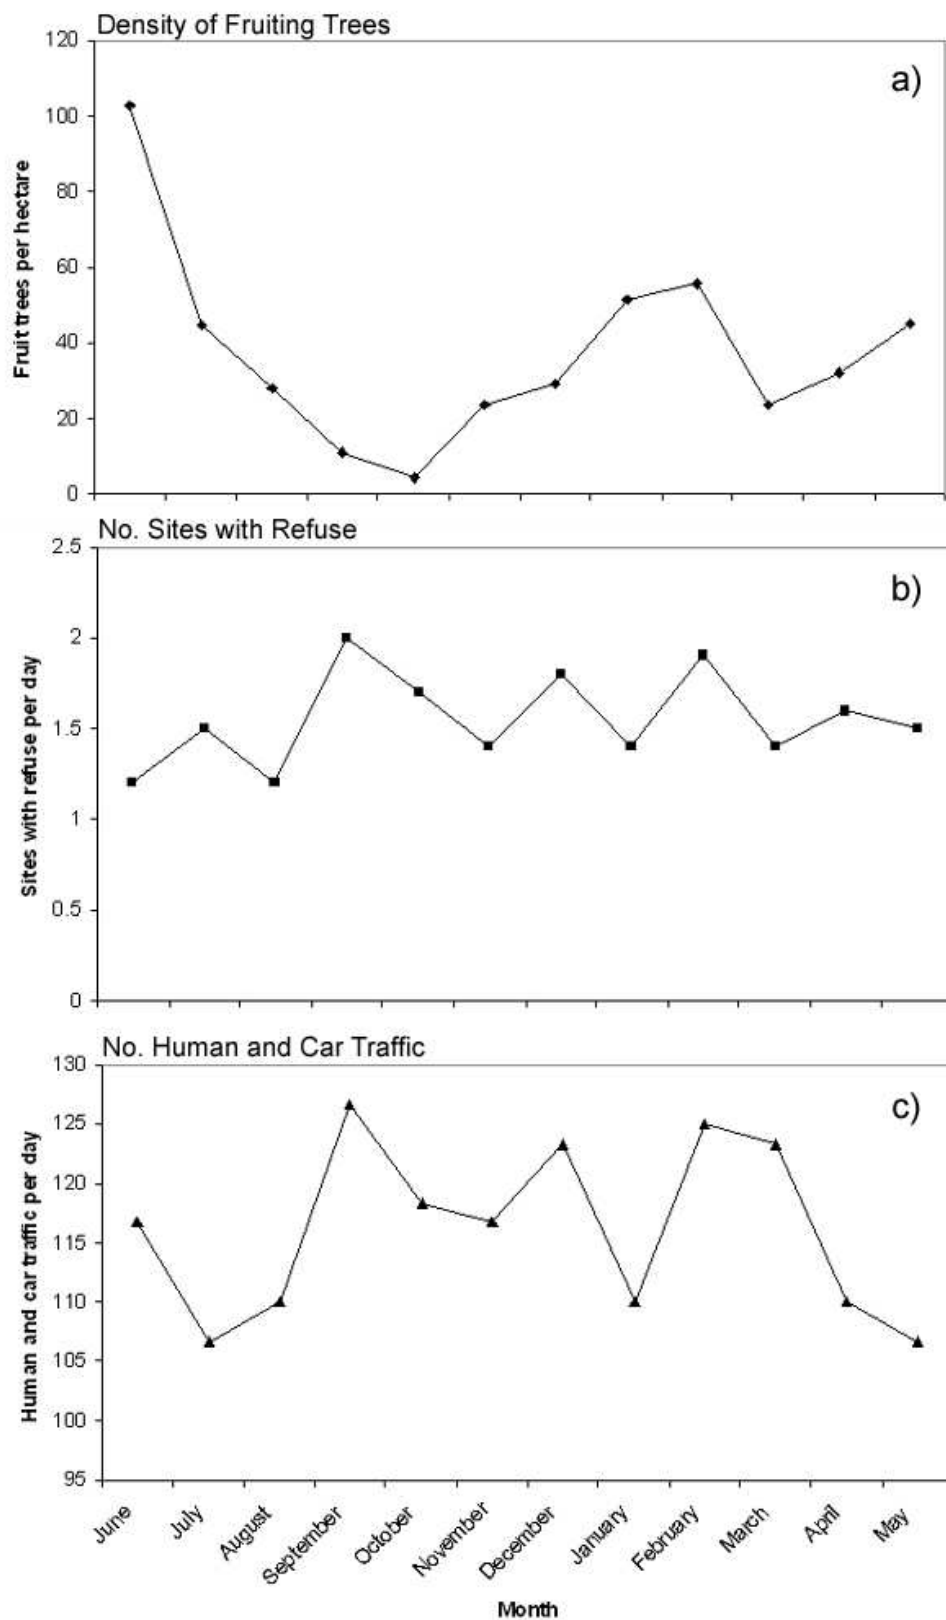 Density of Fruiting Trees
a)
Fruit trees per hectare
120
100
80
60
40
20
0
No. Sites with Refuse
b)
Sites with refuse per day
2.5
2
1.5
1
0.5
0
No. Human and Car Traffic
c)
Human and car traffic per day
130
125
120
115
110
105
100
95
June
July
August
September
October
November
December
January
February
March
April
May
Month